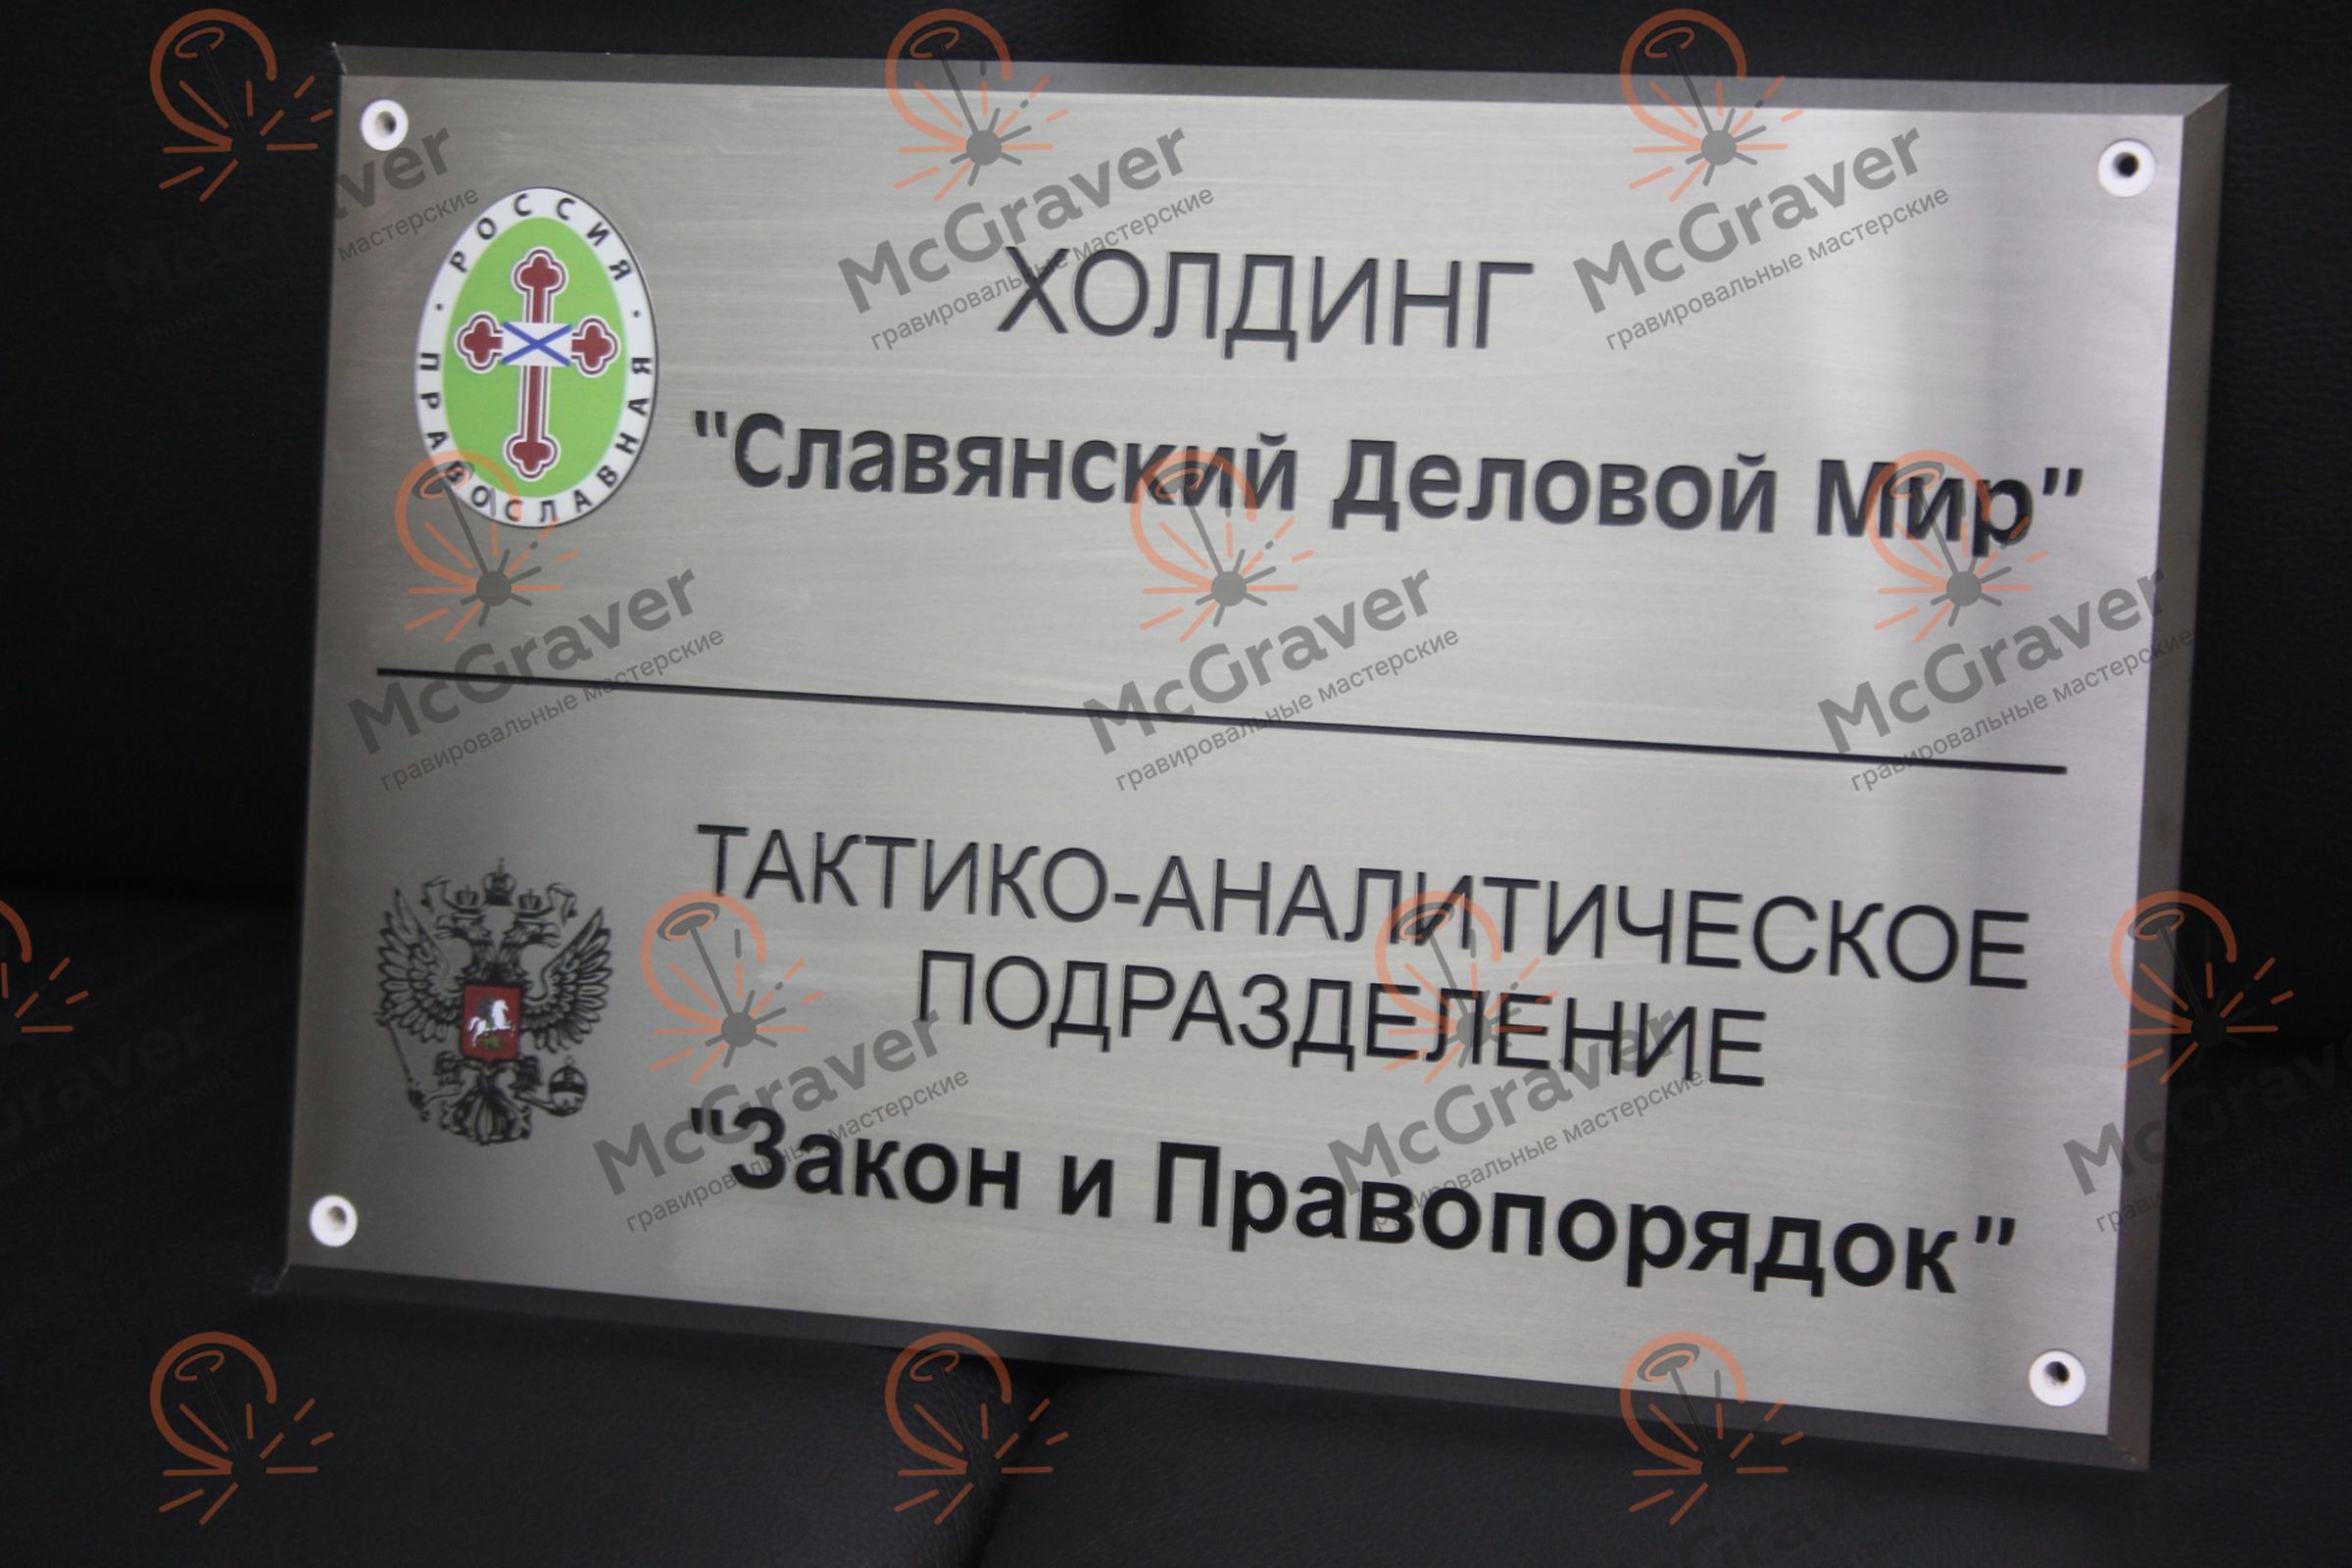 РОССИЯ
ПРАВОСЛАВНАЯ
ХОЛДИНГ
"Славянский Деловой Мир"
ТАКТИКО-АНАЛИТИЧЕСКОЕ
ПОДРАЗДЕЛЕНИЕ
"Закон и Правопорядок"
McGraver
гравировальные мастерские